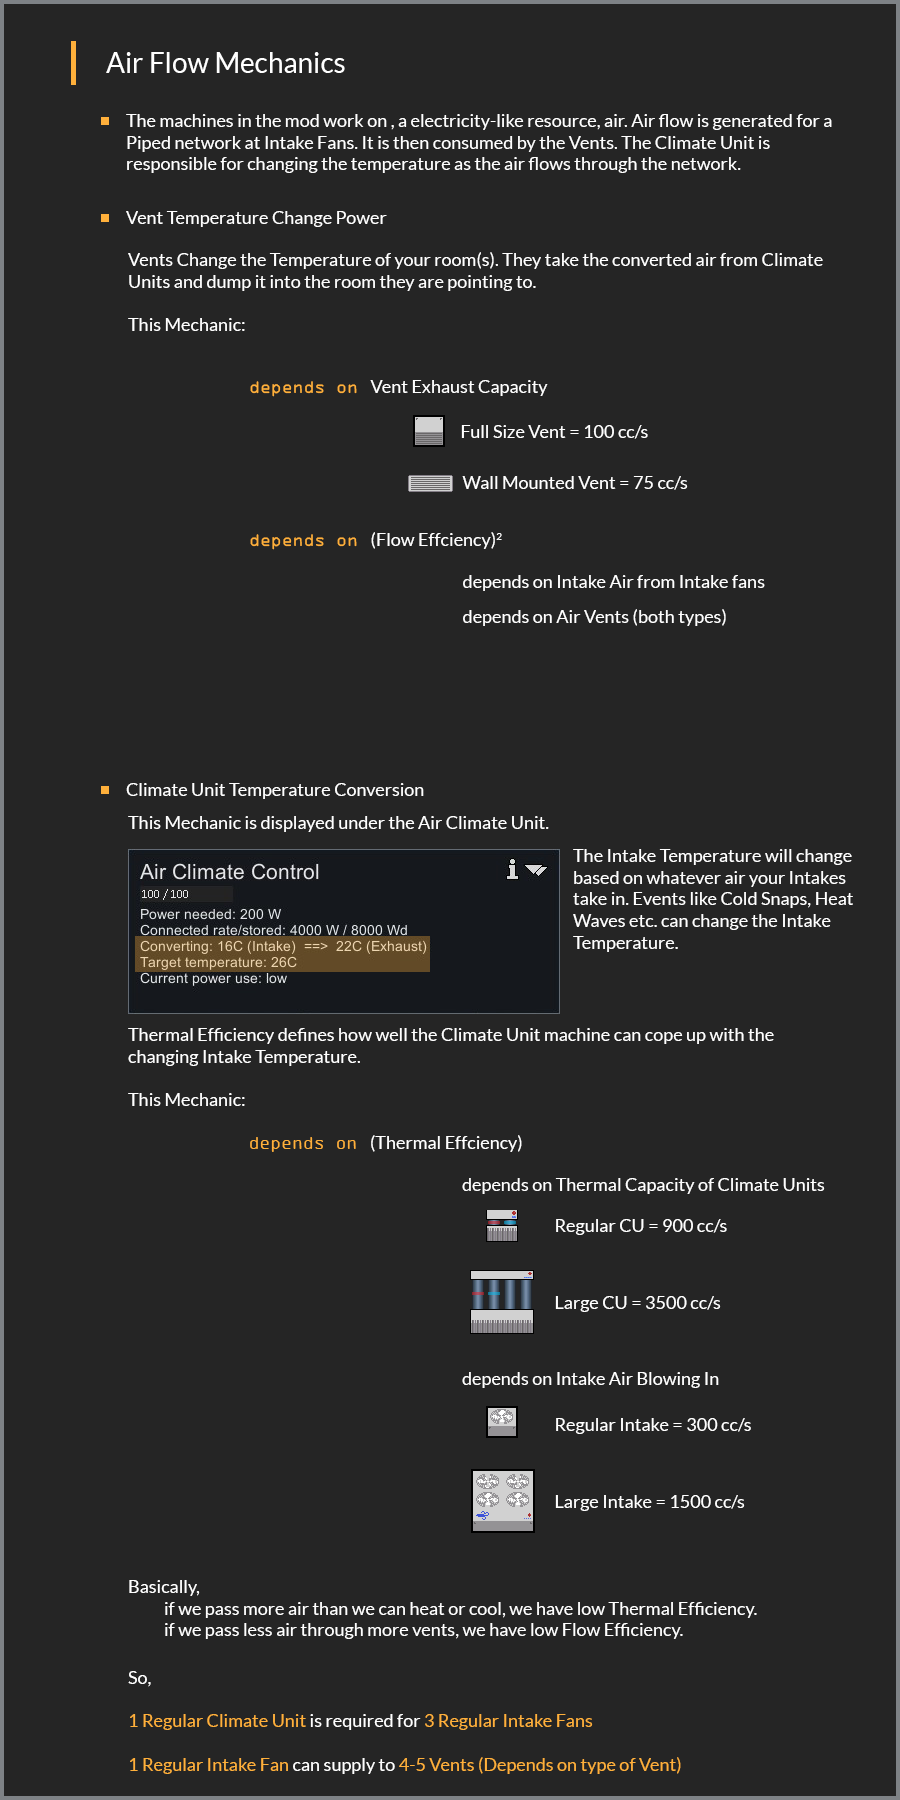 Air Flow Mechanics
The machines in the mod work on , a electricity-like resource, air. Air flow is generated for a
Piped network at Intake Fans. It is then consumed by the Vents. The Climate Unit is
responsible for changing the temperature as the air flows through the network.
Vent Temperature Change Power
Vents Change the Temperature of your room(s). They take the converted air from Climate
Units and dump it into the room they are pointing to.
This Mechanic:
depends on Vent Exhaust Capacity
Full Size Vent = 100 cc/s
Wall Mounted Vent = 75 cc/s
depends on (Flow Effciency)²
depends on Intake Air from Intake fans
depends on Air Vents (both types)
Climate Unit Temperature Conversion
This Mechanic is displayed under the Air Climate Unit.
Air Climate Control
100 / 100
Power needed: 200 W
Connected rate/stored: 4000 W / 8000 Wd
Converting: 16C (Intake) ==> 22C (Exhaust)
Target temperature: 26C
Current power use: low
The Intake Temperature will change
based on whatever air your Intakes
take in. Events like Cold Snaps, Heat
Waves etc. can change the Intake
Temperature.
Thermal Efficiency defines how well the Climate Unit machine can cope up with the
changing Intake Temperature.
This Mechanic:
depends on (Thermal Effciency)
depends on Thermal Capacity of Climate Units
Regular CU = 900 cc/s
Large CU = 3500 cc/s
depends on Intake Air Blowing In
Regular Intake = 300 cc/s
Large Intake = 1500 cc/s
Basically,
if we pass more air than we can heat or cool, we have low Thermal Efficiency.
if we pass less air through more vents, we have low Flow Efficiency.
So,
1 Regular Climate Unit is required for 3 Regular Intake Fans
1 Regular Intake Fan can supply to 4-5 Vents (Depends on type of Vent)